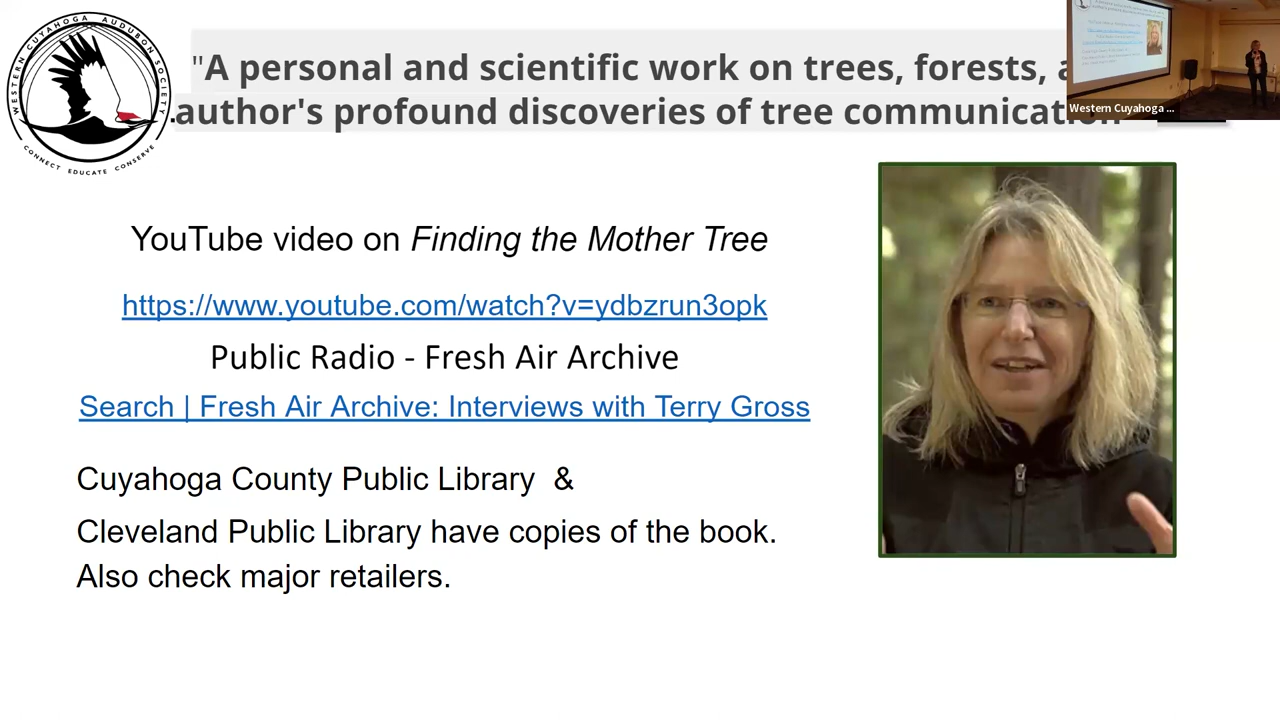 WESTERN CUYAHOGA AUDUBON SOCIETY
CONNECT EDUCATE CONSERVE
"A personal and scientific work on trees, forests,
author's profound discoveries of tree
Western Cuyahoga ...
YouTube video on Finding the Mother Tree
https://www.youtube.com/watch?v=ydbzrun3opk
Public Radio - Fresh Air Archive
Search | Fresh Air Archive: Interviews with Terry Gross
Cuyahoga County Public Library &
Cleveland Public Library have copies of the book.
Also check major retailers.